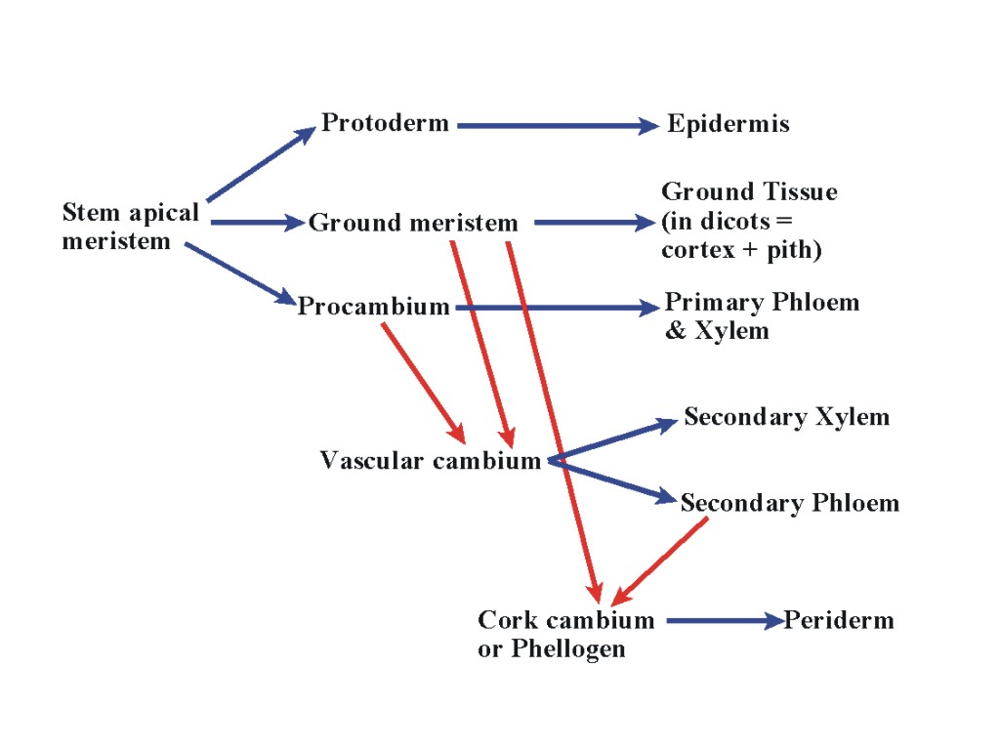 Protoderm
Epidermis
Stem apical
meristem
Ground meristem
Ground Tissue
(in dicots =
cortex + pith)
Procambium
Primary Phloem
& Xylem
Vascular cambium
Secondary Xylem
Secondary Phloem
Cork cambium
or Phellogen
Periderm